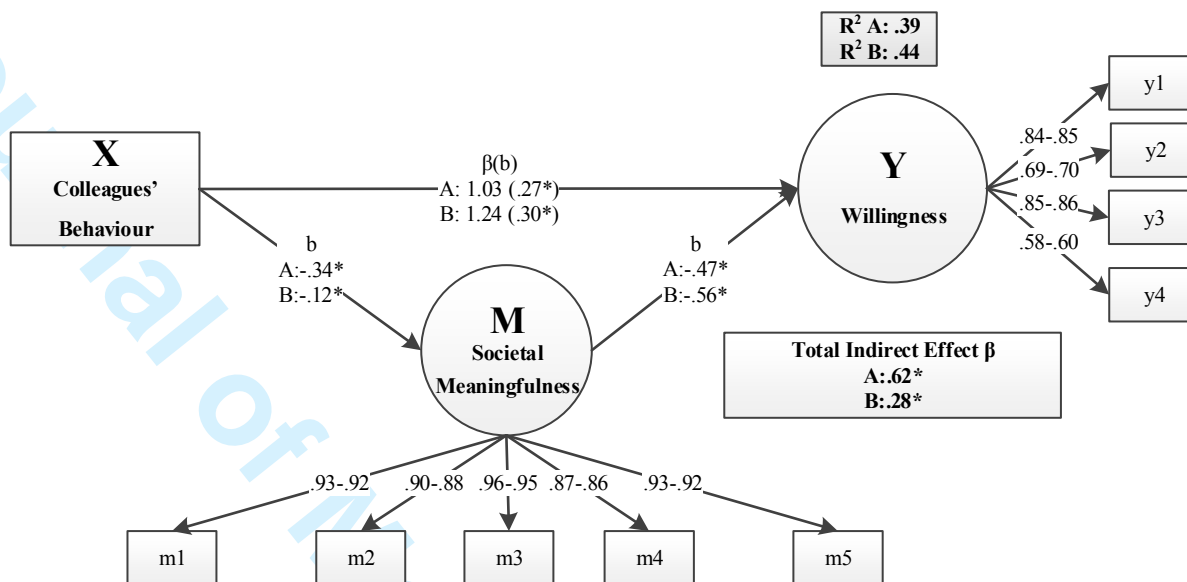 R² A: .39
R² B: .44
X
Colleagues'
Behaviour
β(b)
A: 1.03 (.27*)
B: 1.24 (.30*)
Y
Willingness
.84-.85
.69-.70
.85-.86
.58-.60
y1
y2
y3
y4
b
A:-.34*
B:-.12*
b
A:-.47*
B:-.56*
M
Societal
Meaningfulness
Total Indirect Effect β
A:.62*
B:.28*
.93-.92
.90-.88
.96-.95
.87-.86
.93-.92
m1
m2
m3
m4
m5
nal of